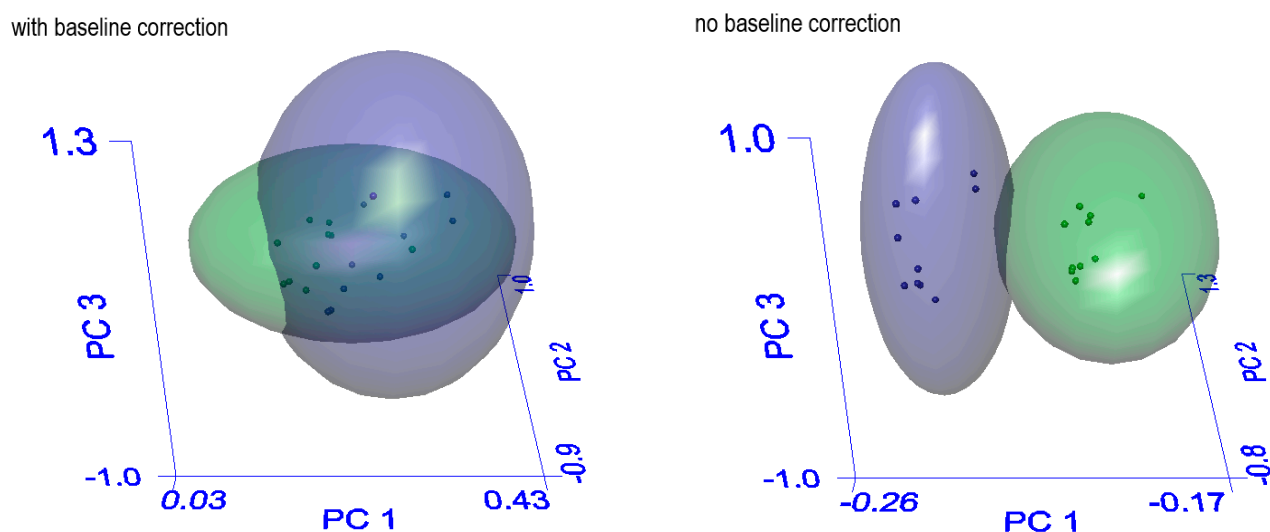 with baseline correction
1.3
PC 3
-1.0
0.03
PC 1
0.43
-0.9
PC 2
1.0
no baseline correction
1.0
PC 3
-1.0
-0.26
PC 1
-0.17
-0.8
PC 2
1.3